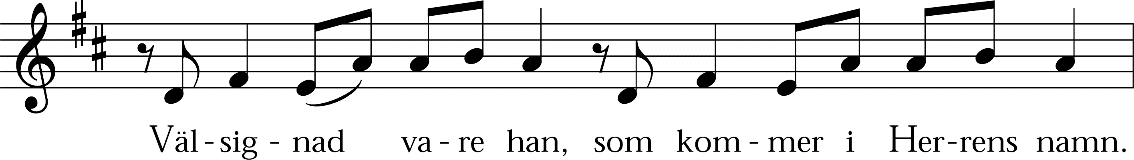 Väl - sig - nad va - re han, som kom - mer i Her - rens namn.